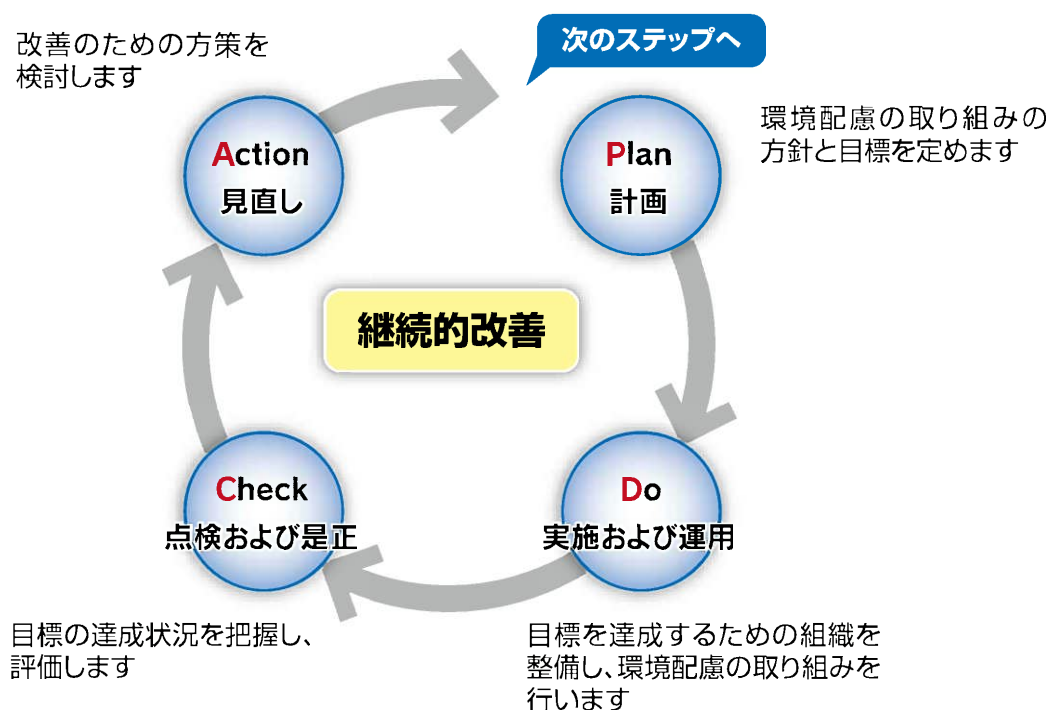 次のステップへ
Plan
計画
環境配慮の取り組みの
方針と目標を定めます
Do
実施および運用
目標を達成するための組織を
整備し、環境配慮の取り組みを
行います
Check
点検および是正
目標の達成状況を把握し、
評価します
Action
見直し
改善のための方策を
検討します
継続的改善